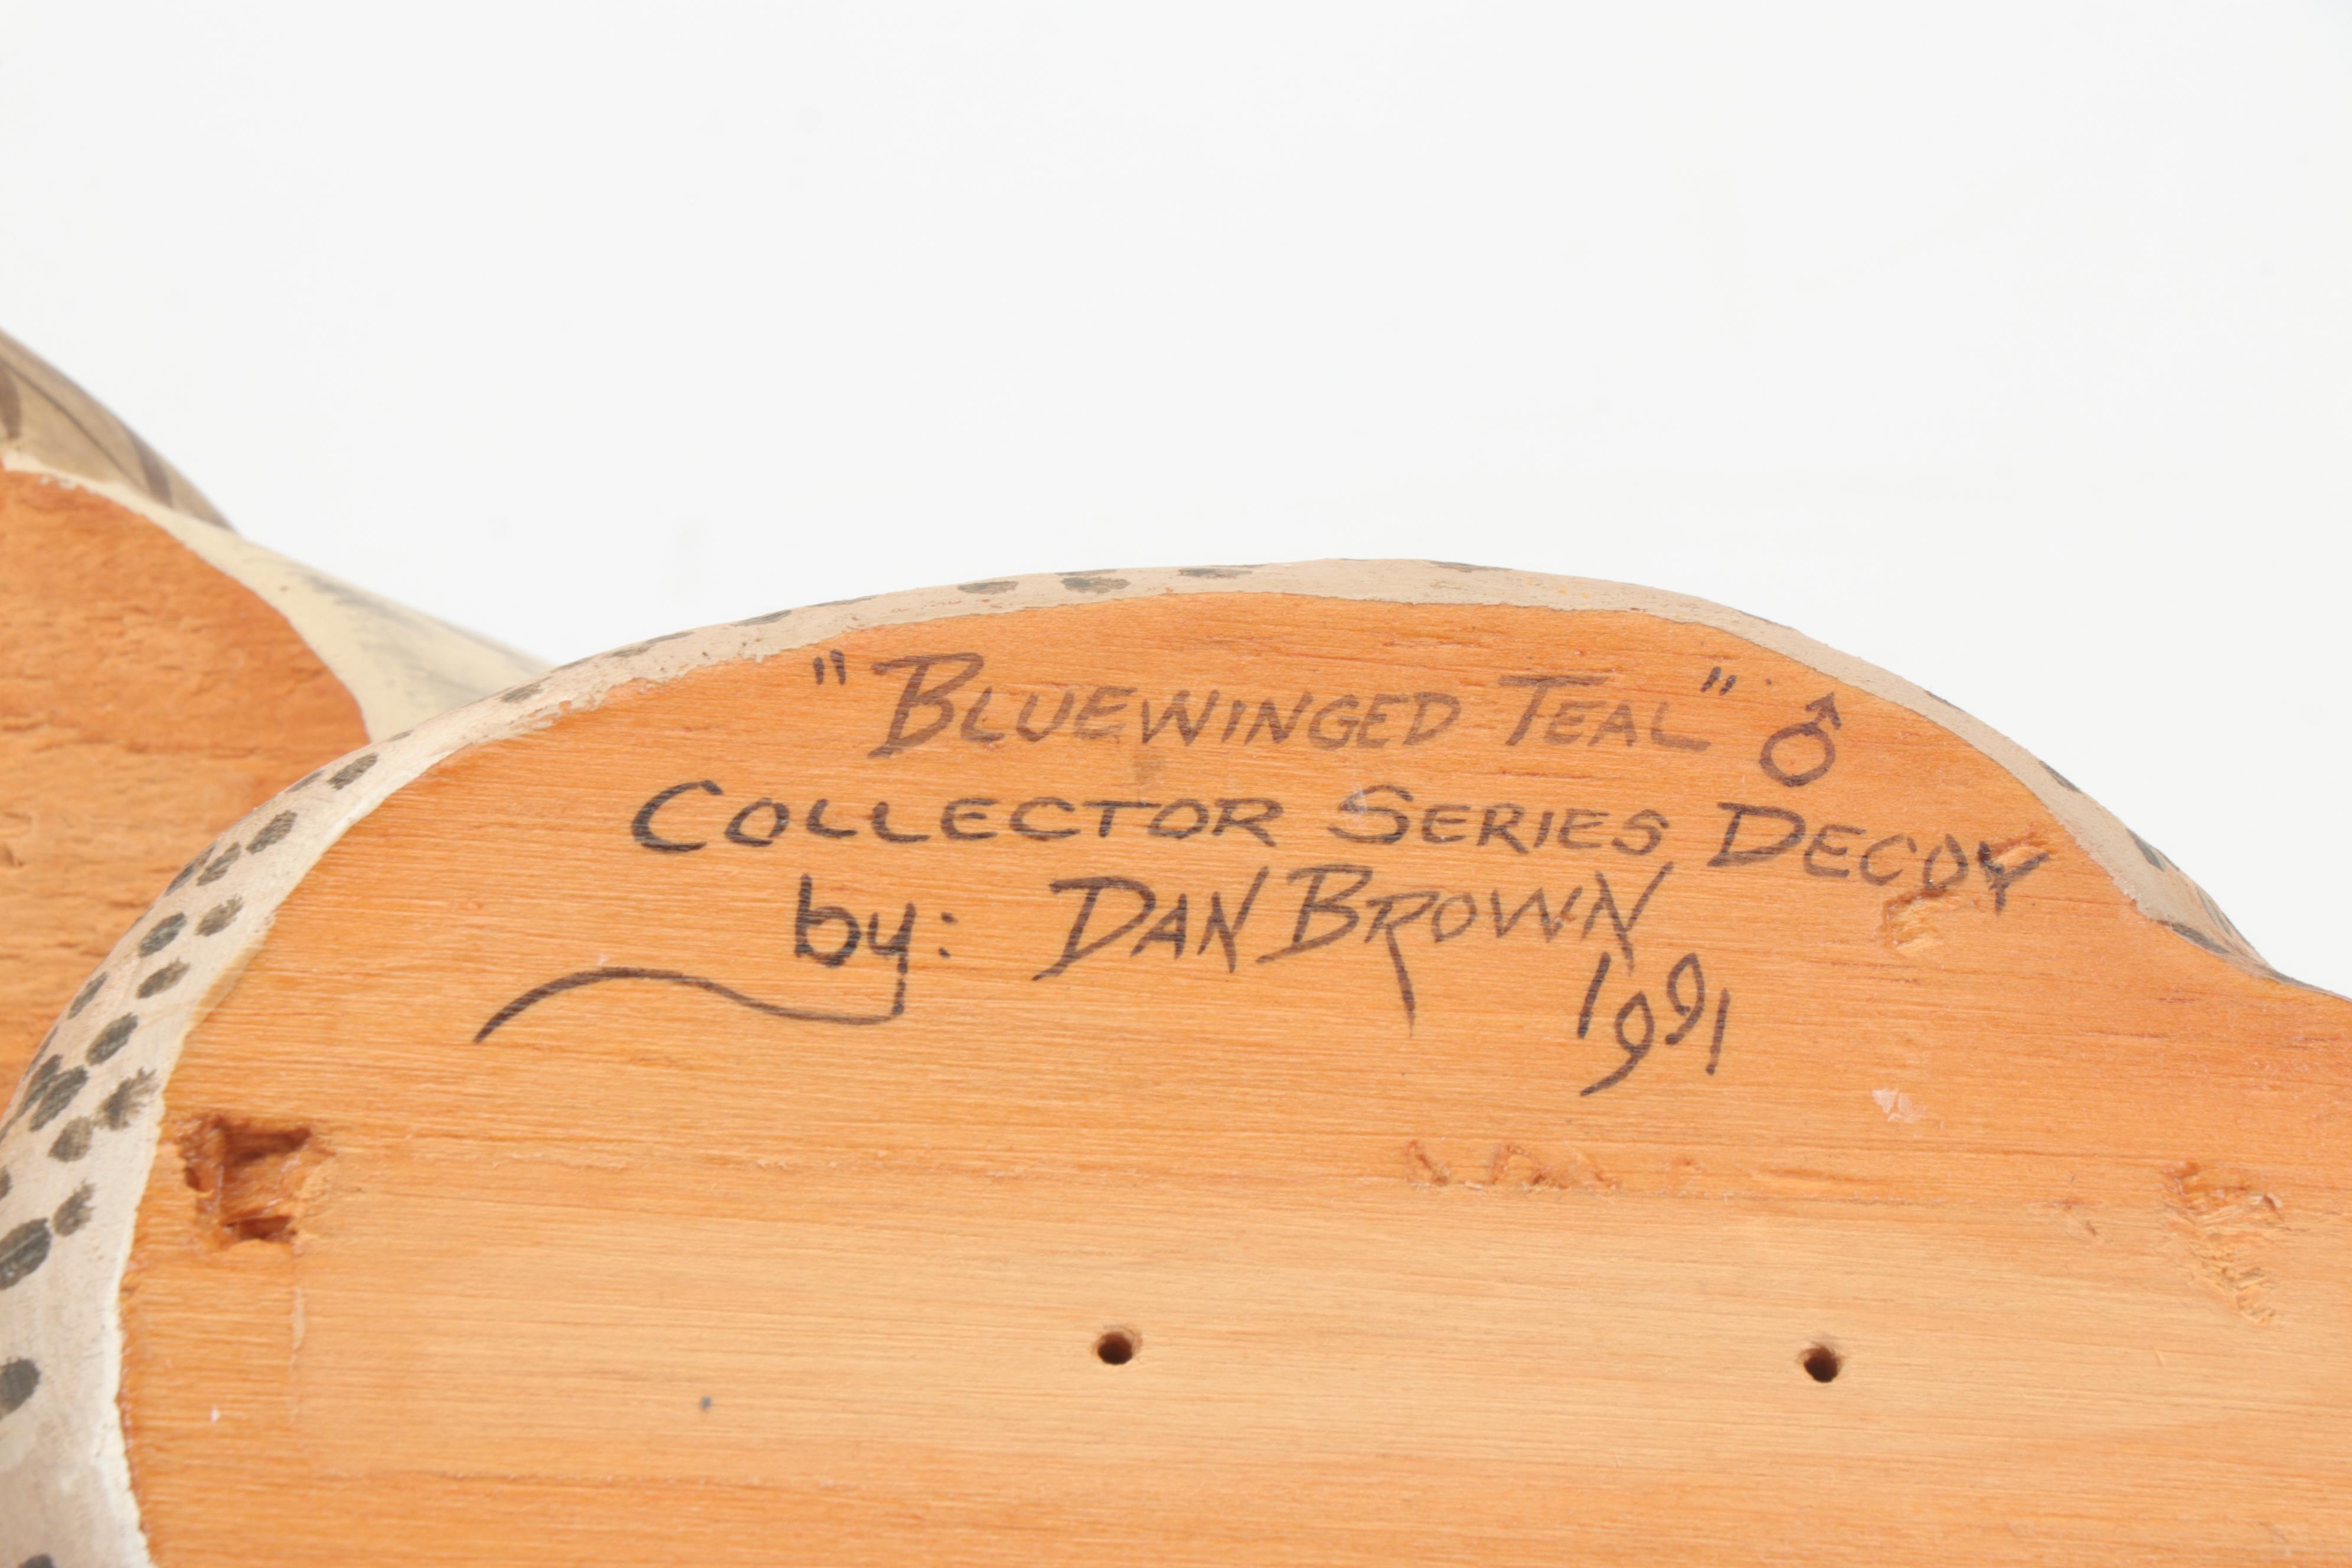 "BLUEWINGED TEAL" ♂
COLLECTOR SERIES DECOY
by: DAN BROWN
1991